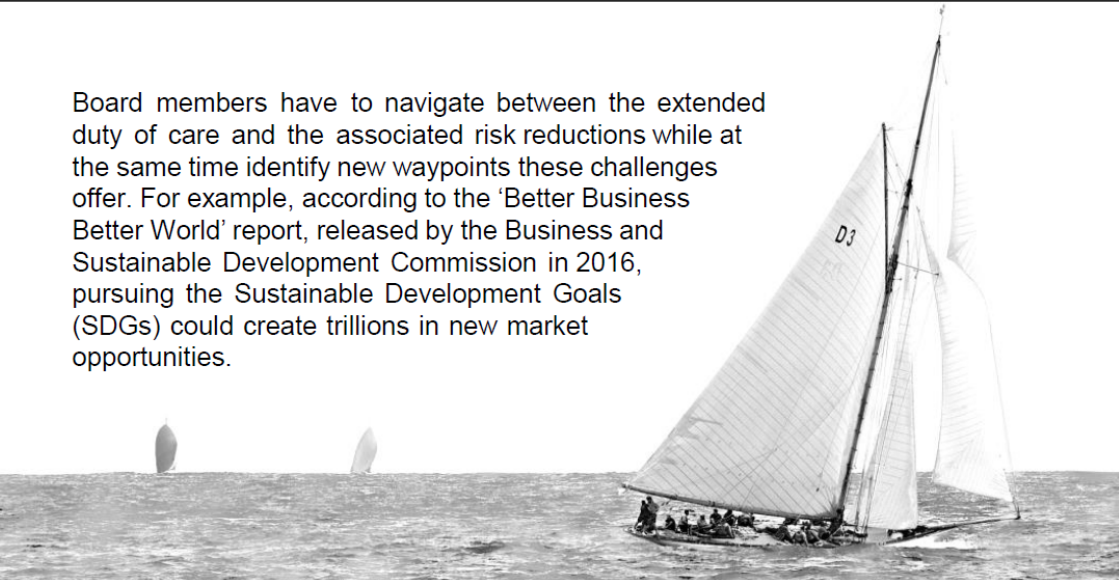 Board members have to navigate between the extended
duty of care and the associated risk reductions while at
the same time identify new waypoints these challenges
offer. For example, according to the ‘Better Business
Better World’ report, released by the Business and
Sustainable Development Commission in 2016,
pursuing the Sustainable Development Goals
(SDGs) could create trillions in new market
opportunities.
D3